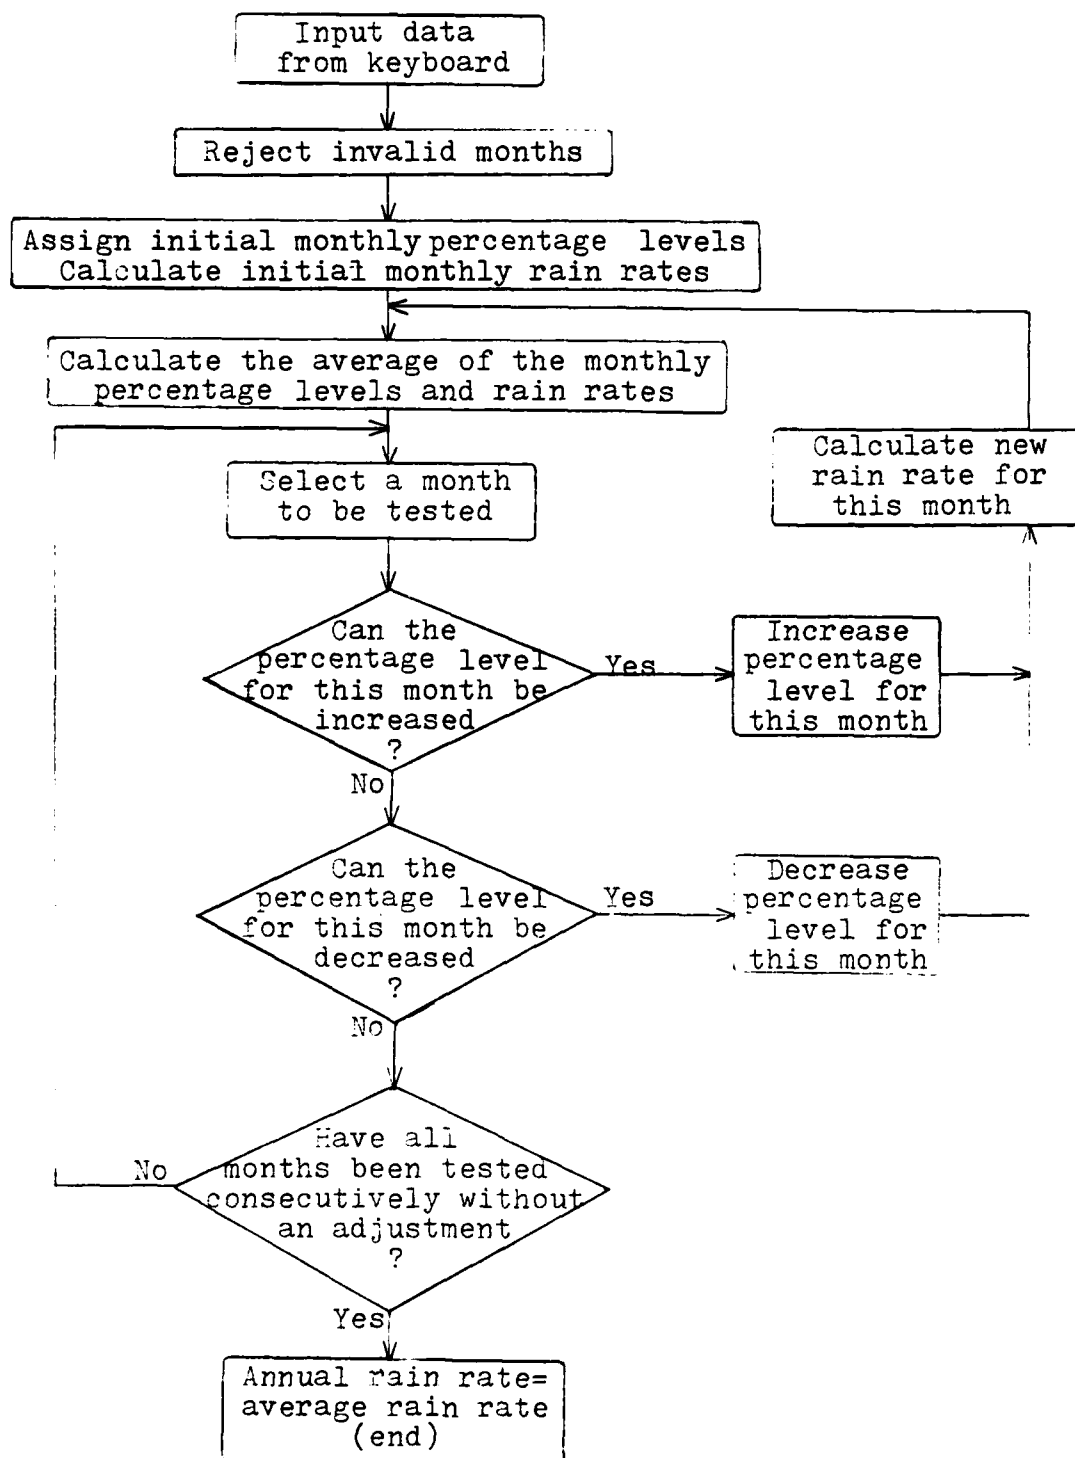 Input data
from keyboard
Reject invalid months
Assign initial monthly percentage levels
Calculate initial monthly rain rates
Calculate the average of the monthly
percentage levels and rain rates
Calculate new
rain rate for
this month
Select a month
to be tested
Can the
percentage level
for this month be
increased
?
Yes
Increase
percentage
level for
this month
No
Can the
percentage level
for this month be
decreased
?
Yes
Decrease
percentage
level for
this month
No
Have all
months been tested
consecutively without
an adjustment
?
No
Yes
Annual rain rate=
average rain rate
(end)